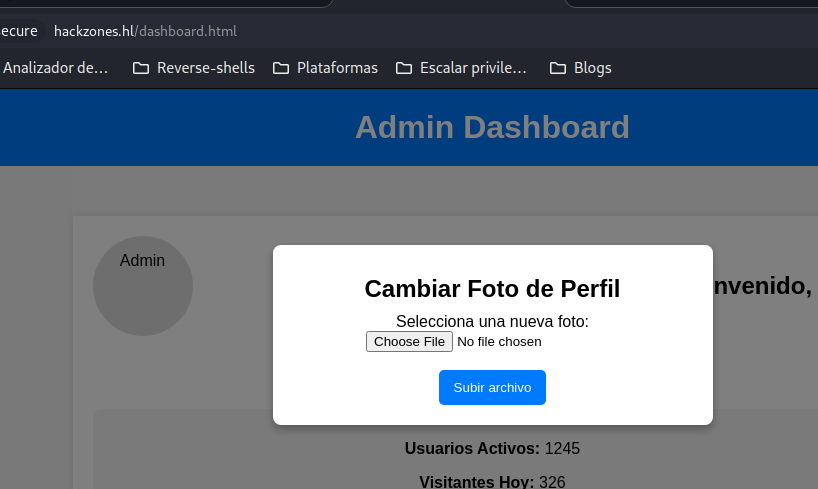 ecure hackzones.hl/dashboard.html
Analizador de… Reverse-shells Plataformas Escalar privile… Blogs
Admin Dashboard
Admin
nvenido,
Cambiar Foto de Perfil
Selecciona una nueva foto:
Choose File No file chosen
Subir archivo
Usuarios Activos: 1245
Visitantes Hoy: 326